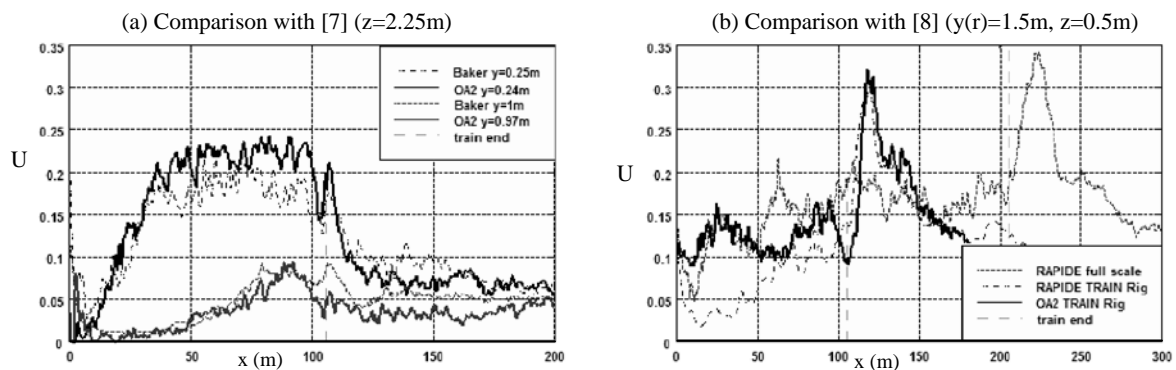 (a) Comparison with [7] (z=2.25m)
0.35
0.3
0.25
0.2
0.15
0.1
0.05
0
U
Baker y=0.25m
OA2 y=0.24m
Baker y=1m
OA2 y=0.97m
train end
0 50 100 150 200
x (m)
(b) Comparison with [8] (y(r)=1.5m, z=0.5m)
0.35
0.3
0.25
0.2
0.15
0.1
0.05
0
U
RAPIDE full scale
RAPIDE TRAIN Rig
OA2 TRAIN Rig
train end
0 50 100 150 200 250 300
x (m)